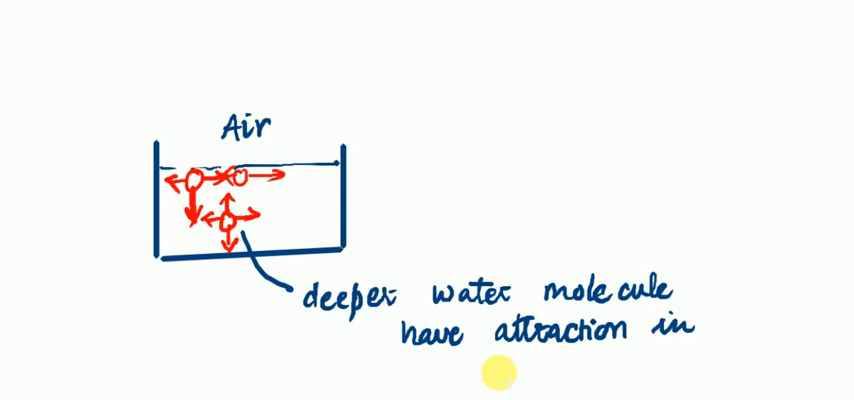 Air
deeper water molecule
have attraction in